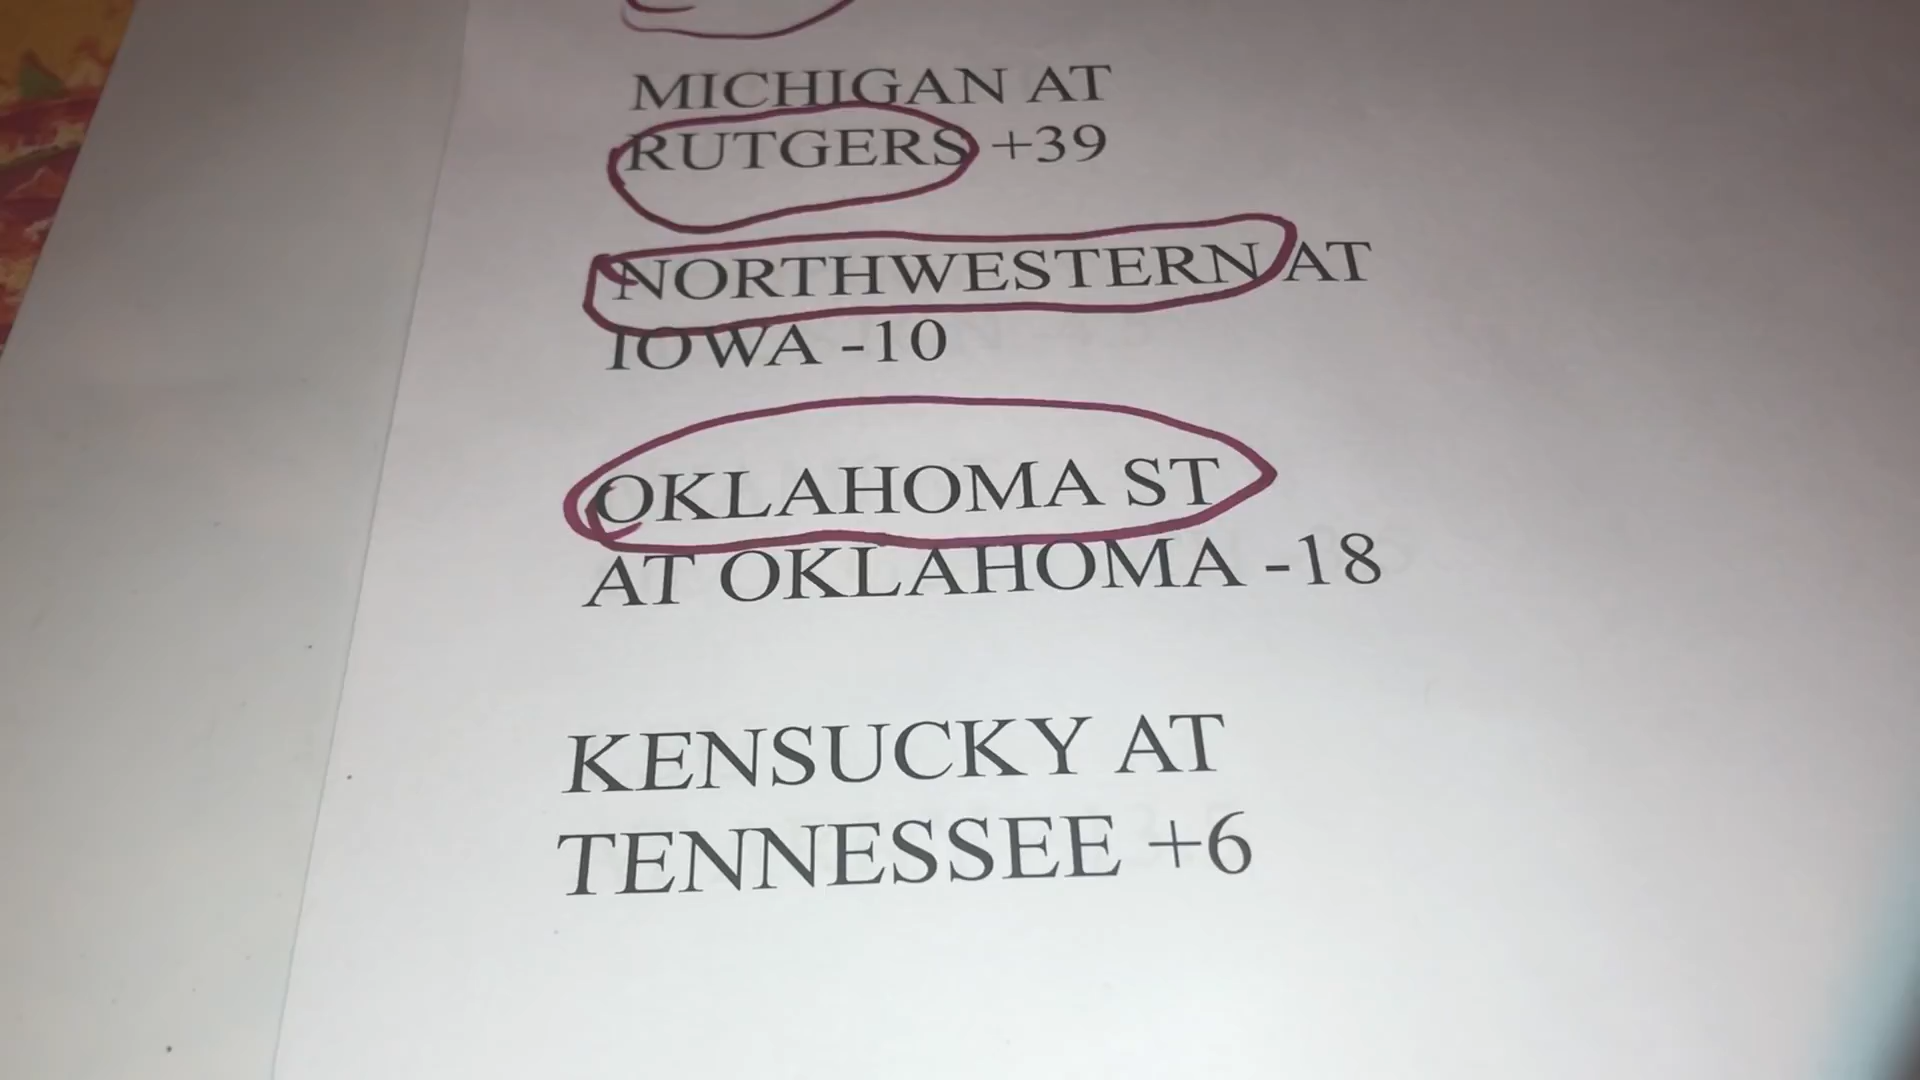 MICHIGAN AT
RUTGERS +39
NORTHWESTERN AT
IOWA -10
OKLAHOMA ST
AT OKLAHOMA -18
KENSUCKY AT
TENNESSEE +6